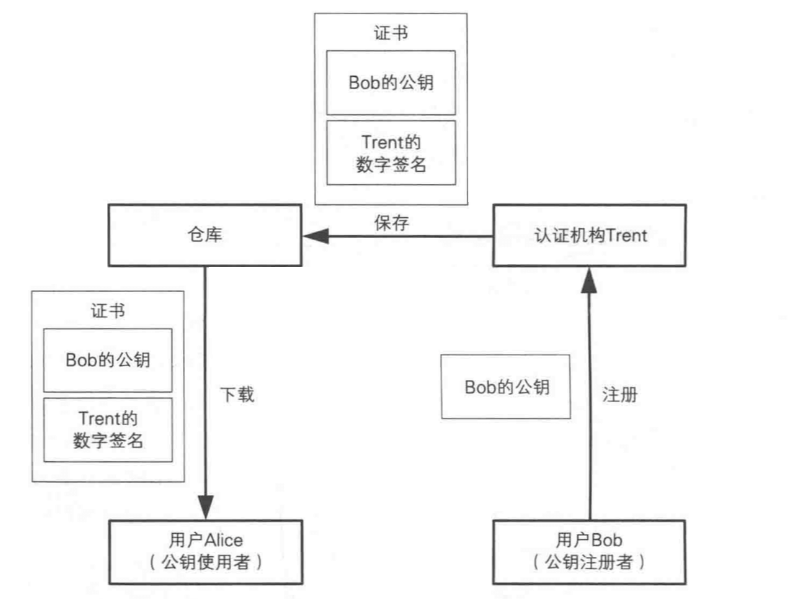 证书
Bob的公钥
Trent的
数字签名
仓库
保存
认证机构Trent
证书
Bob的公钥
Trent的
数字签名
下载
Bob的公钥
注册
用户Alice
（公钥使用者）
用户Bob
（公钥注册者）